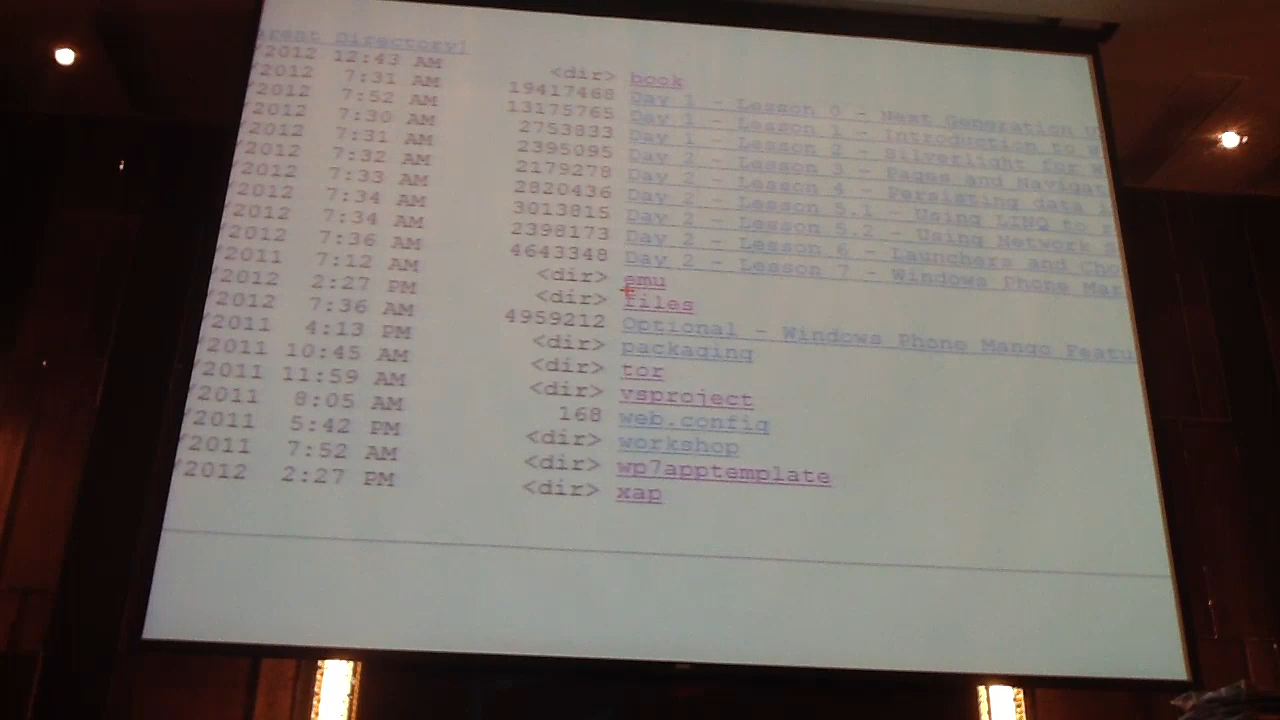 arent Directory]
/2012 12:43 AM <dir> book
/2012 7:31 AM 19417468 Day 1 - Lesson 0 - Next Generation
/2012 7:52 AM 13175765 Day 1 - Lesson 1 - Introduction to W
/2012 7:30 AM 2753833 Day 1 - Lesson 2 - Silverlight for W
/2012 7:31 AM 2395095 Day 2 - Lesson 3 - Pages and Navigat
/2012 7:32 AM 2179278 Day 2 - Lesson 4 - Persisting data
/2012 7:33 AM 2820436 Day 2 - Lesson 5.1 - Using LINQ to
/2012 7:34 AM 3013815 Day 2 - Lesson 5.2 - Using Network
/2012 7:34 AM 2398173 Day 2 - Lesson 6 - Launchers and Cho
/2012 7:36 AM 4643348 Day 2 - Lesson 7 - Windows Phone Mar
/2011 7:12 AM <dir> emu
/2012 2:27 PM <dir> files
/2012 7:36 AM 4959212 Optional - Windows Phone Mango Featu
/2011 4:13 PM <dir> packaging
/2011 10:45 AM <dir> tor
/2011 11:59 AM <dir> vsproject
/2011 8:05 AM 168 web.config
/2011 5:42 PM <dir> workshop
/2011 7:52 AM <dir> wp7apptemplate
/2012 2:27 PM <dir> xap